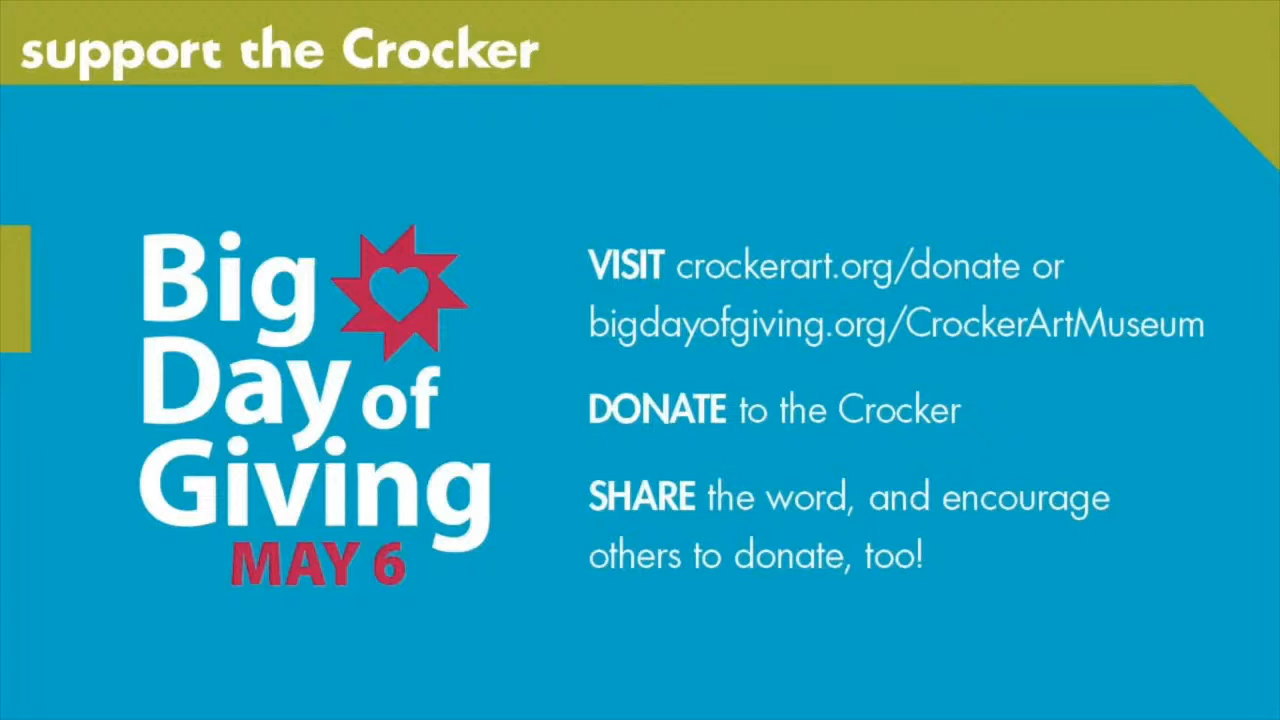 support the Crocker
Big
Day of
Giving
MAY 6
VISIT crockerart.org/donate or
bigdayofgiving.org/CrockerArtMuseum
DONATE to the Crocker
SHARE the word, and encourage
others to donate, too!